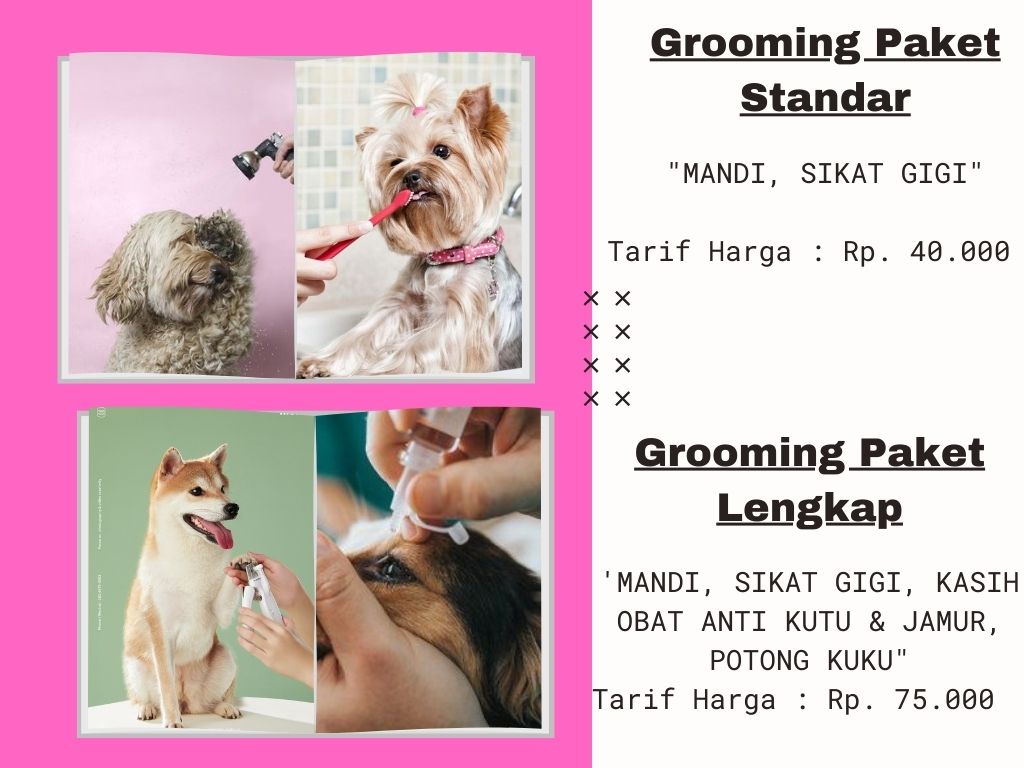 Grooming Paket
Standar
"MANDI, SIKAT GIGI"
Tarif Harga : Rp. 40.000
Grooming Paket
Lengkap
'MANDI, SIKAT GIGI, KASIH
OBAT ANTI KUTU & JAMUR,
POTONG KUKU"
Tarif Harga : Rp. 75.000